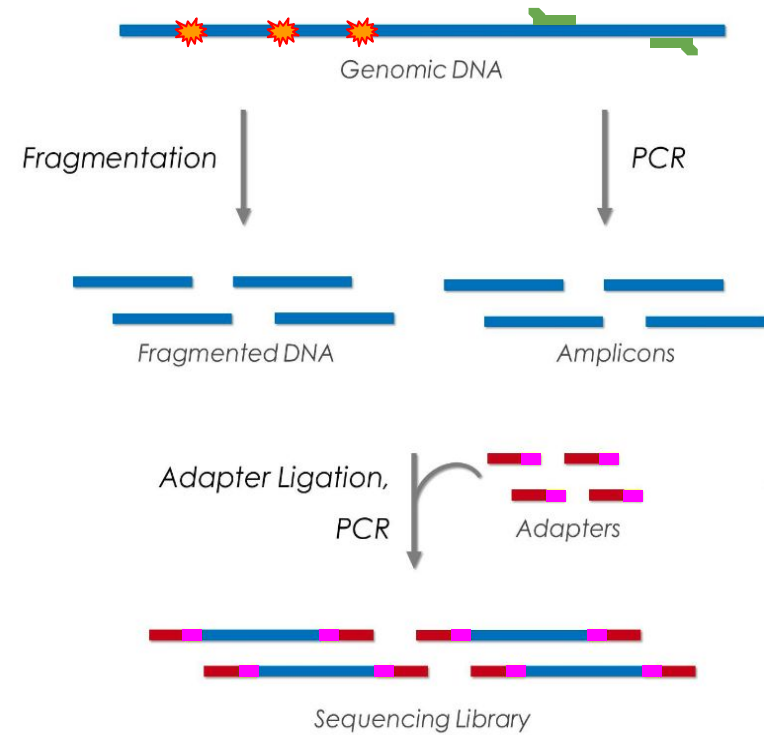 Genomic DNA
Fragmentation
PCR
Fragmented DNA
Amplicons
Adapter Ligation,
PCR
Adapters
Sequencing Library